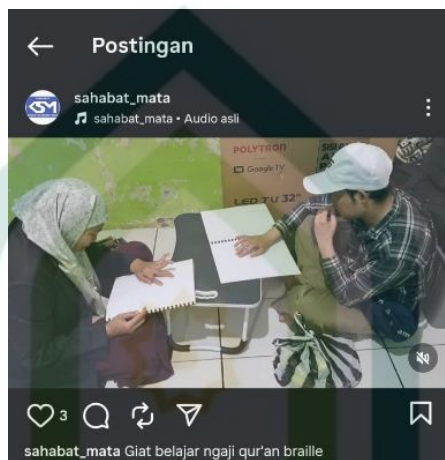 Postingan
KSM
sahabat_mata
sahabat_mata • Audio asli
POLYTRON
Google TV
LED TV 32"
3
sahabat_mata Giat belajar ngaji qur'an braille